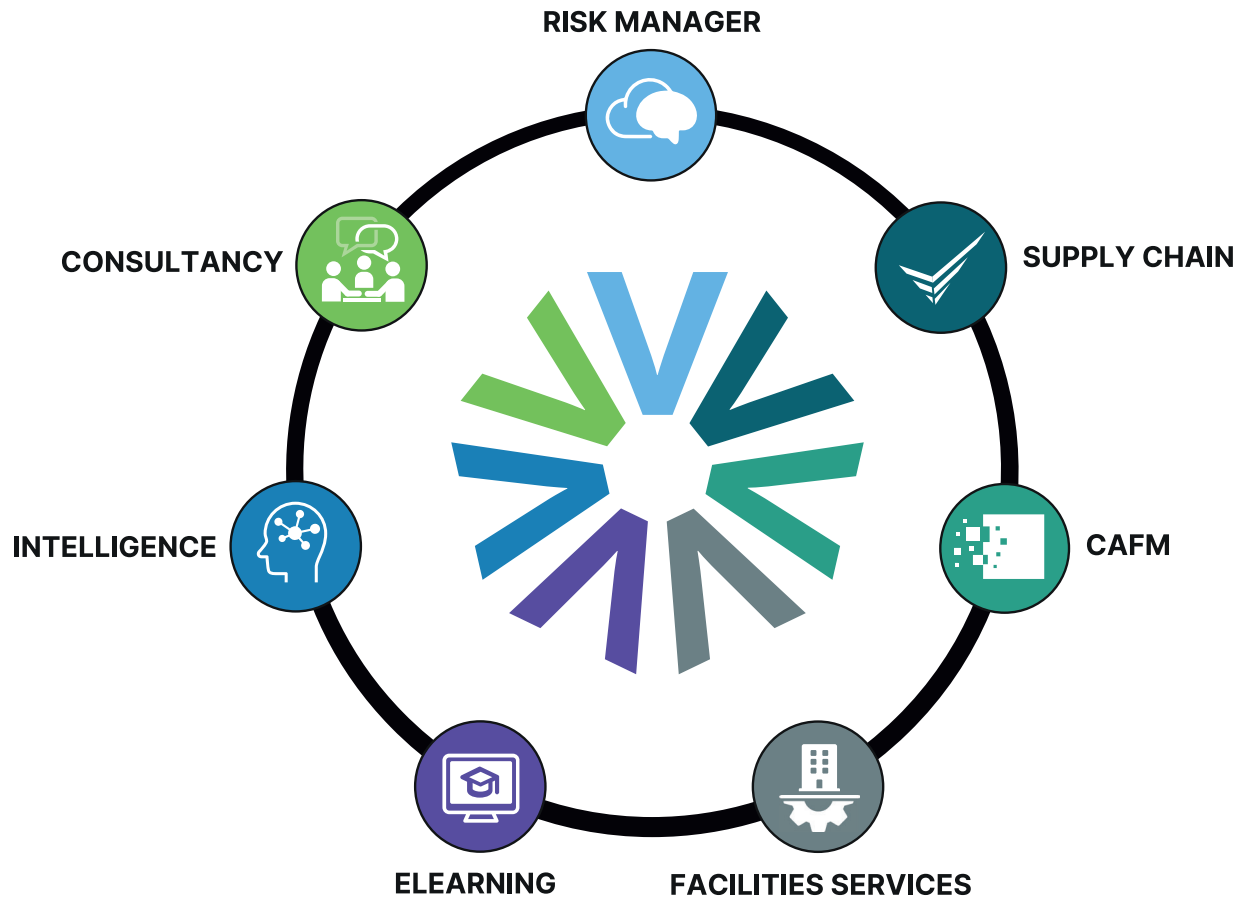 RISK MANAGER
SUPPLY CHAIN
CAFM
FACILITIES SERVICES
ELEARNING
INTELLIGENCE
CONSULTANCY